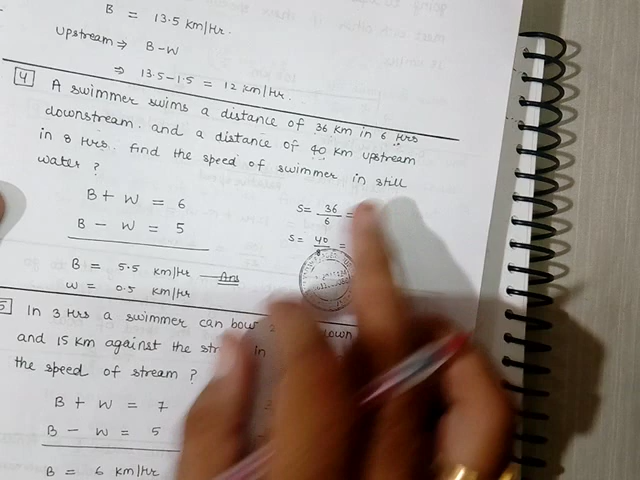 B = 13.5 km/Hr.
Upstream ⇒ B - W
⇒ 13.5 - 1.5 = 12 km/Hr.
4 A swimmer swims a distance of 36 km in 6 Hrs
downstream. and a distance of 40 km upstream
in 8 Hrs. find the speed of swimmer in still
water ?
B + W = 6
S = 36/6 =
B - W = 5
S = 40/8 =
B = 5.5 km/Hr Ans
W = 0.5 km/Hr
5 In 3 Hrs a swimmer can bow
and 15 km against the In
the speed of stream ?
B + W = 7
B - W = 5
B = 6 km/Hr